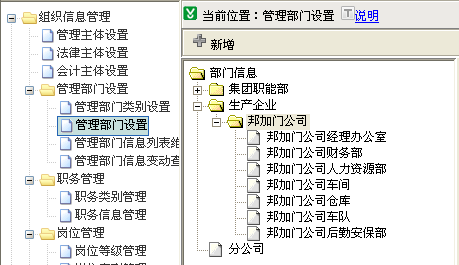 组织信息管理
管理主体设置
法律主体设置
会计主体设置
管理部门设置
管理部门类别设置
管理部门设置
管理部门信息列表
管理部门信息变动
职务管理
职务类别管理
职务信息管理
岗位管理
岗位等级管理
当前位置：管理部门设置 T说明
新增
部门信息
集团职能部
生产企业
邦加门公司
邦加门公司经理办公室
邦加门公司财务部
邦加门公司人力资源部
邦加门公司车间
邦加门公司仓库
邦加门公司车队
邦加门公司后勤安保部
分公司